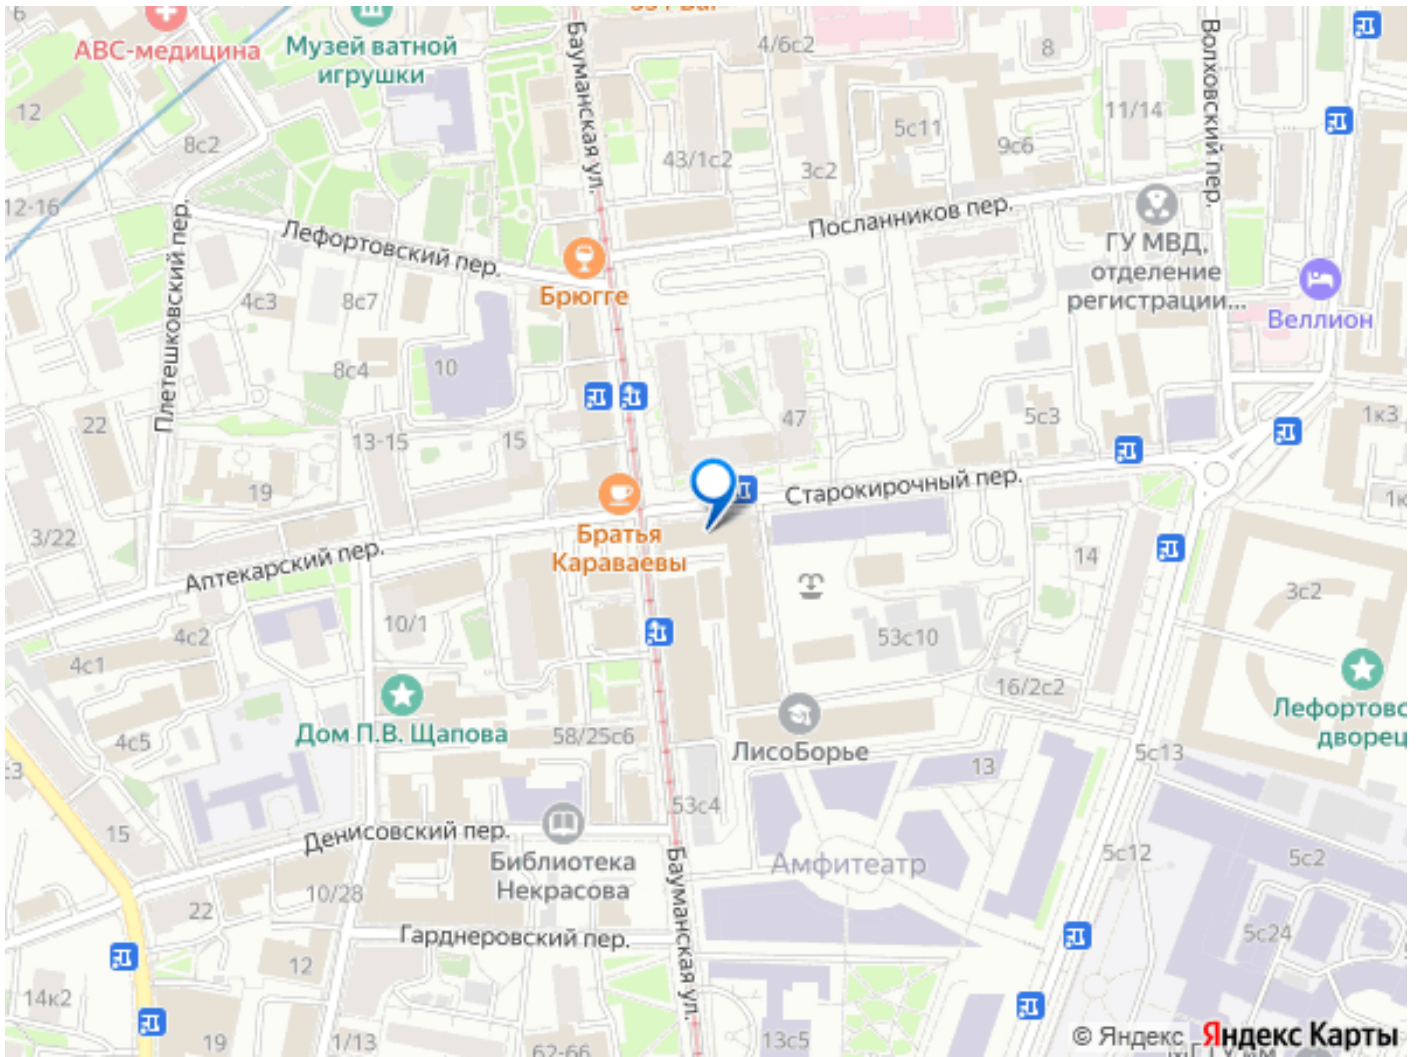 6
АВС-медицина
Музей ватной
игрушки
Бауманская ул.
4/6с2
8
Волховский пер.
12
8с2
43/1с2
3с2
5с11
9с6
11/14
12-16
Плетешковский пер.
Лефортовский пер.
Посланников пер.
ГУ МВД,
отделение
регистрации...
Брюгге
Веллион
4с3
8с7
8с4
10
22
13-15
15
47
5с3
1к3
19
Старокирочный пер.
3/22
Братья
Караваевы
Аптекарский пер.
14
3с2
4с2
4с1
10/1
53с10
16/2с2
Лефортовс
дворец
Дом П.В. Щапова
4с5
58/25с6
ЛисоБорье
13
5с13
53с4
15
Денисовский пер.
Библиотека
Некрасова
Амфитеатр
5с12
5с2
10/28
22
Бауманская ул.
Гарднеровский пер.
5с24
12
14к2
19
1/13
62-66
13с5
© Яндекс
Яндекс Карты